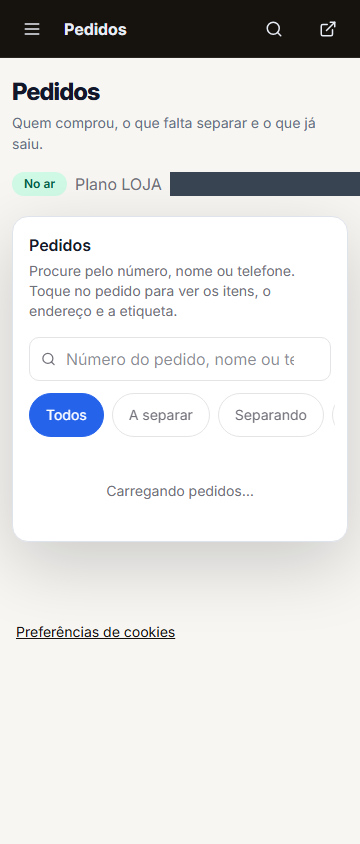 Pedidos
Pedidos
Quem comprou, o que falta separar e o que já
saiu.
No ar Plano LOJA
Pedidos
Procure pelo número, nome ou telefone.
Toque no pedido para ver os itens, o
endereço e a etiqueta.
Número do pedido, nome ou te
Todos A separar Separando
Carregando pedidos...
Preferências de cookies